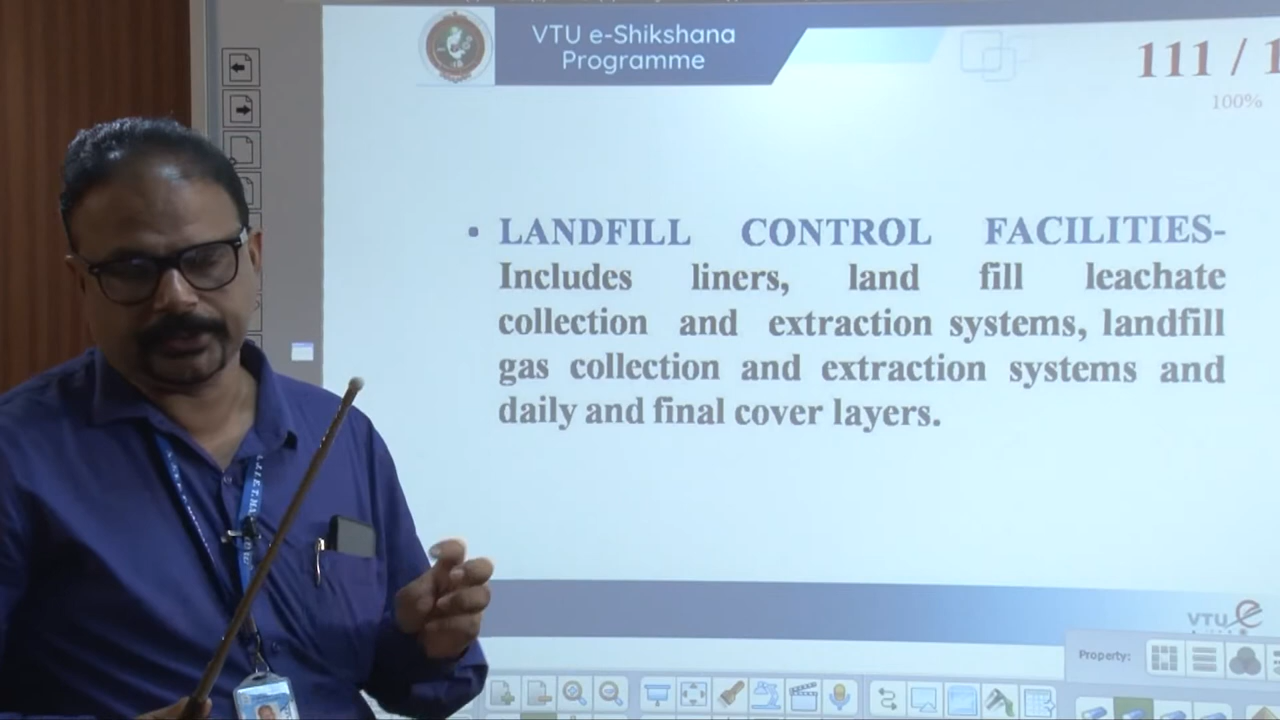 VTU e-Shikshana
Programme
111 / 1
100%
• LANDFILL CONTROL FACILITIES-
Includes liners, land fill leachate
collection and extraction systems, landfill
gas collection and extraction systems and
daily and final cover layers.
VTU e
Property: